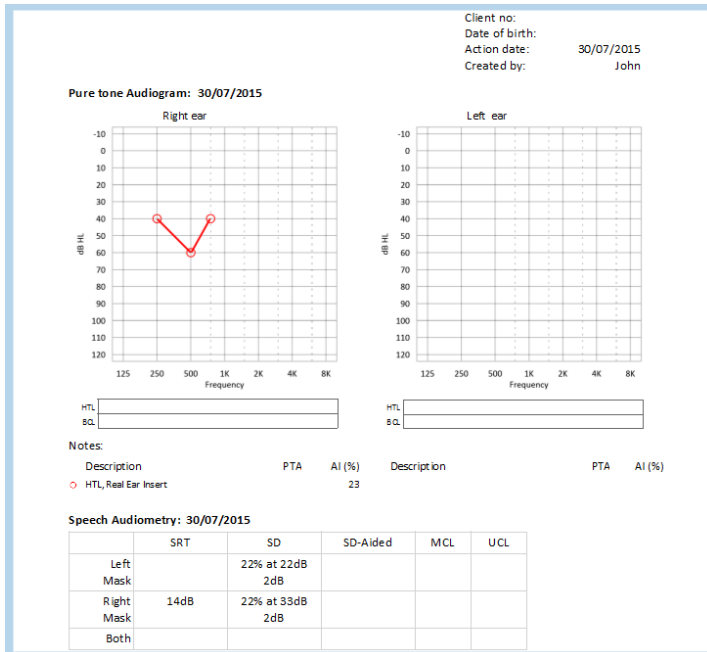 Client no:
Date of birth:
Action date: 30/07/2015
Created by: John
Pure tone Audiogram: 30/07/2015
Right ear
-10
0
10
20
30
40
50
60
70
80
90
100
110
120
dB HL
125 250 500 1K 2K 4K 8K
Frequency
HTL
BCL
Left ear
-10
0
10
20
30
40
50
60
70
80
90
100
110
120
dB HL
125 250 500 1K 2K 4K 8K
Frequency
HTL
BCL
Notes:
Description PTA AI (%) Description PTA AI (%)
HTL, Real Ear Insert 23
Speech Audiometry: 30/07/2015
SRT SD SD-Aided MCL UCL
Left 22% at 22dB
Mask 2dB
Right 14dB 22% at 33dB
Mask 2dB
Both